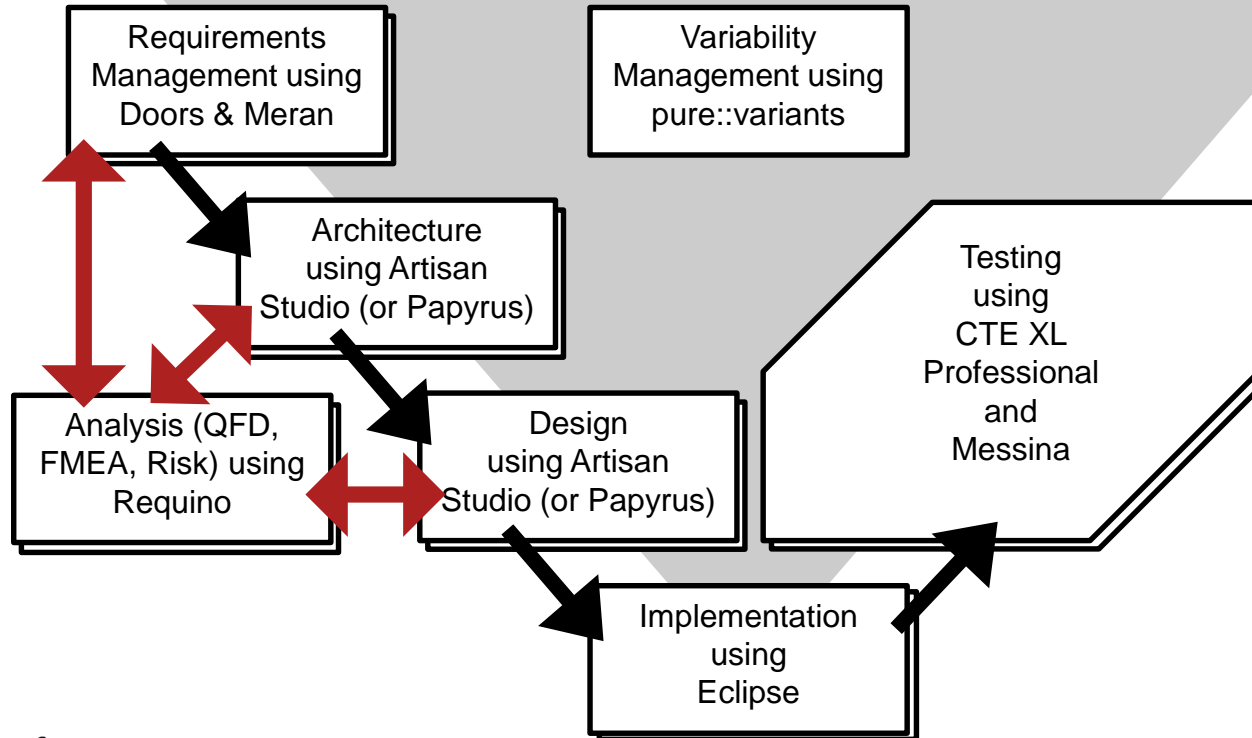 Requirements
Management using
Doors & Meran
Variability
Management using
pure::variants
Architecture
using Artisan
Studio (or Papyrus)
Testing
using
CTE XL
Professional
and
Messina
Analysis (QFD,
FMEA, Risk) using
Requino
Design
using Artisan
Studio (or Papyrus)
Implementation
using
Eclipse